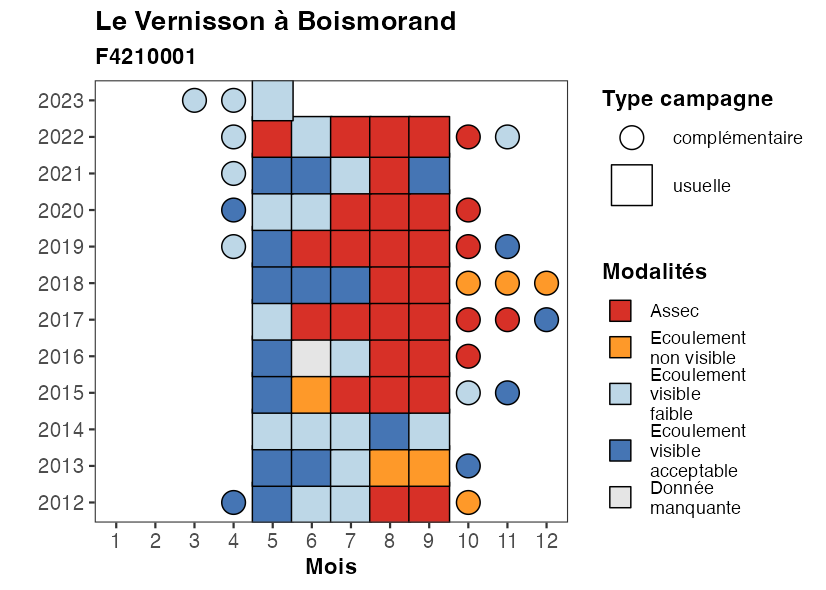 Le Vernisson à Boismorand
F4210001
2023
2022
2021
2020
2019
2018
2017
2016
2015
2014
2013
2012
1 2 3 4 5 6 7 8 9 10 11 12
Mois
Type campagne
complémentaire
usuelle
Modalités
Assec
Ecoulement
non visible
Ecoulement
visible
faible
Ecoulement
visible
acceptable
Donnée
manquante